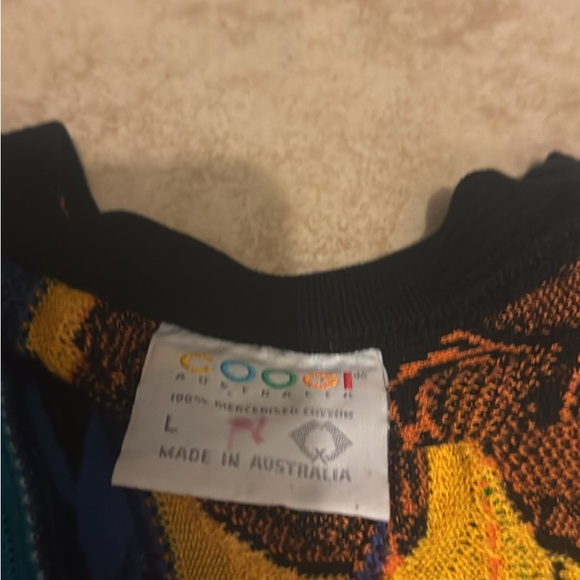 COOGI
AUSTRALIA
100% MERCERISED COTTON
L
MADE IN AUSTRALIA